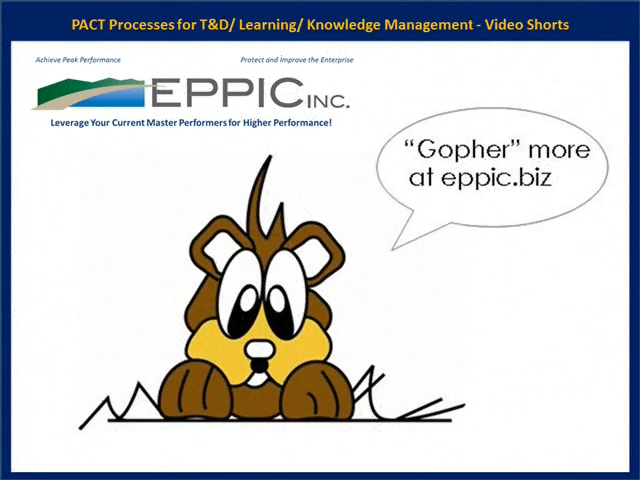 PACT Processes for T&D/ Learning/ Knowledge Management - Video Shorts
Achieve Peak Performance Protect and Improve the Enterprise
EPPIC INC.
Leverage Your Current Master Performers for Higher Performance!
"Gopher" more
at eppic.biz